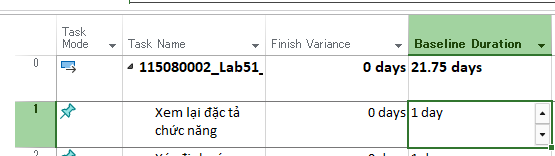 Task Mode Task Name Finish Variance Baseline Duration
0 115080002_Lab51_ 0 days 21.75 days
1 Xem lại đặc tả chức năng 0 days 1 day